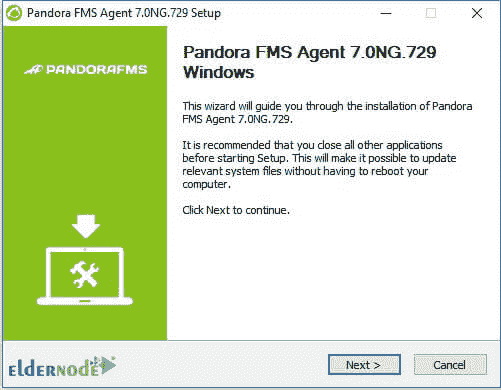 Pandora FMS Agent 7.0NG.729 Setup
Pandora FMS Agent 7.0NG.729
Windows
PANDORAFMS
This wizard will guide you through the installation of Pandora
FMS Agent 7.0NG.729.
It is recommended that you close all other applications
before starting Setup. This will make it possible to update
relevant system files without having to reboot your
computer.
Click Next to continue.
ELDERNODE
Next >
Cancel